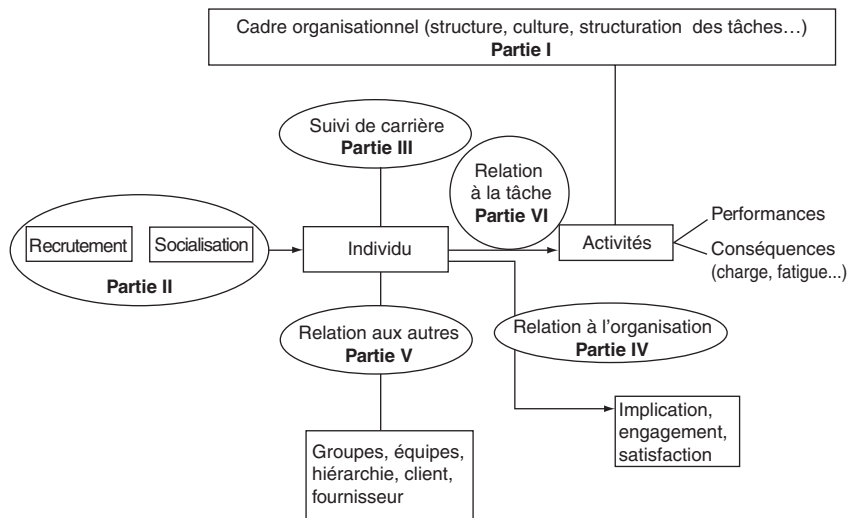 Cadre organisationnel (structure, culture, structuration des tâches…)
Partie I
Suivi de carrière
Partie III
Relation
à la tâche
Partie VI
Recrutement
Socialisation
Partie II
Individu
Activités
Performances
Conséquences
(charge, fatigue...)
Relation aux autres
Partie V
Relation à l'organisation
Partie IV
Groupes, équipes,
hiérarchie, client,
fournisseur
Implication,
engagement,
satisfaction